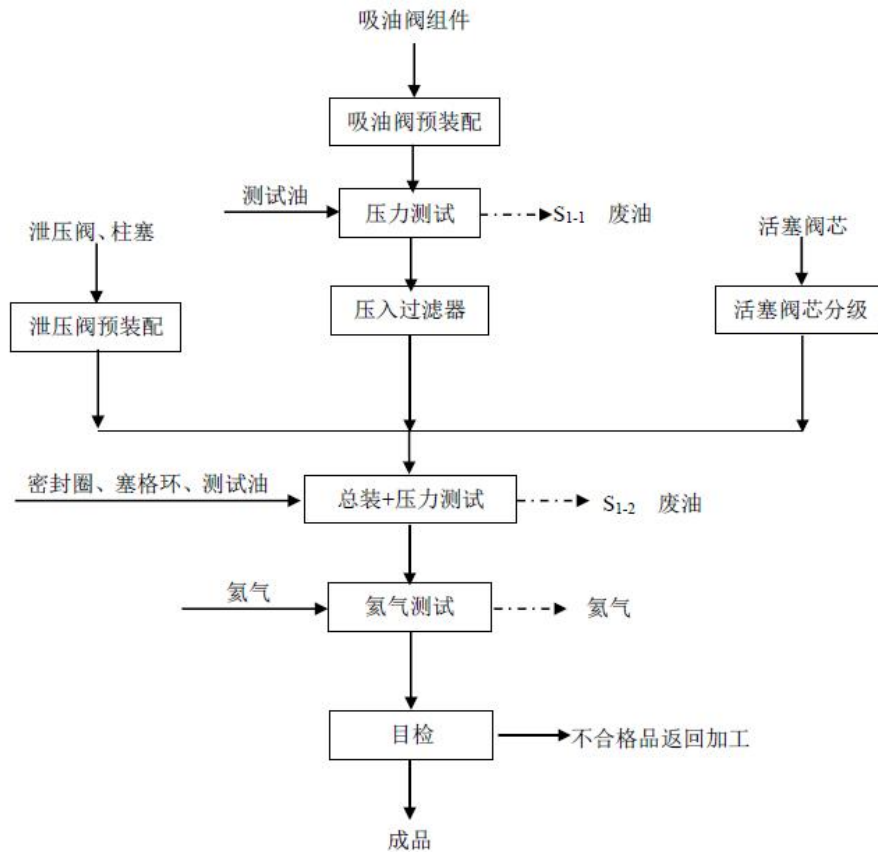 吸油阀组件
吸油阀预装配
测试油
压力测试
S1-1 废油
泄压阀、柱塞
活塞阀芯
泄压阀预装配
压入过滤器
活塞阀芯分级
密封圈、塞格环、测试油
总装+压力测试
S1-2 废油
氦气
氦气测试
氦气
目检
不合格品返回加工
成品